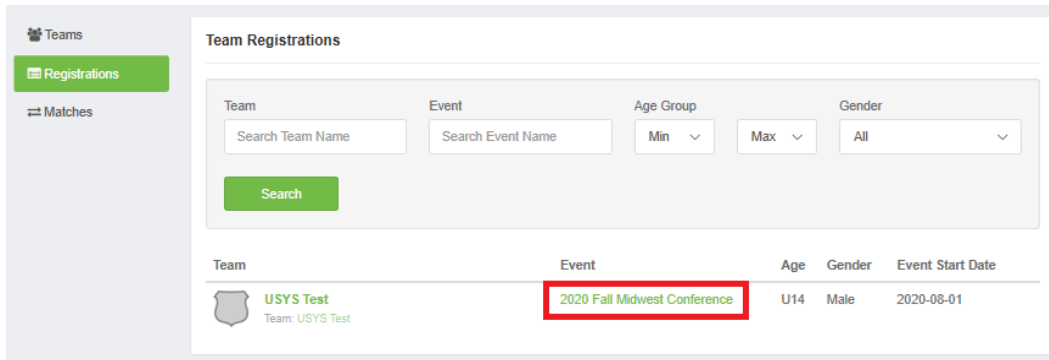 Teams
Registrations
Matches
Team Registrations
Team Event Age Group Gender
Search Team Name Search Event Name Min Max All
Search
Team Event Age Gender Event Start Date
USYS Test 2020 Fall Midwest Conference U14 Male 2020-08-01
Team: USYS Test